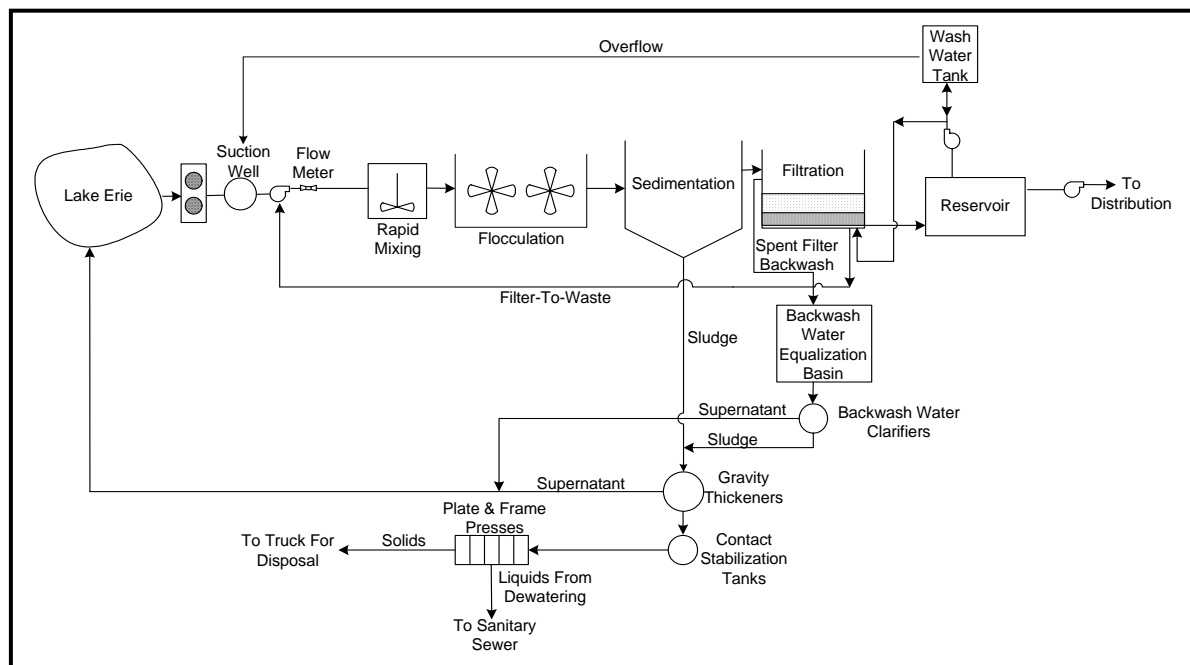 Wash
Water
Tank
Overflow
Suction
Well
Flow
Meter
Lake Erie
Rapid
Mixing
Flocculation
Sedimentation
Filtration
Reservoir
To
Distribution
Spent Filter
Backwash
Filter-To-Waste
Backwash
Water
Equalization
Basin
Sludge
Supernatant
Backwash Water
Clarifiers
Sludge
Supernatant
Gravity
Thickeners
Plate & Frame
Presses
To Truck For
Disposal
Solids
Contact
Stabilization
Tanks
Liquids From
Dewatering
To Sanitary
Sewer